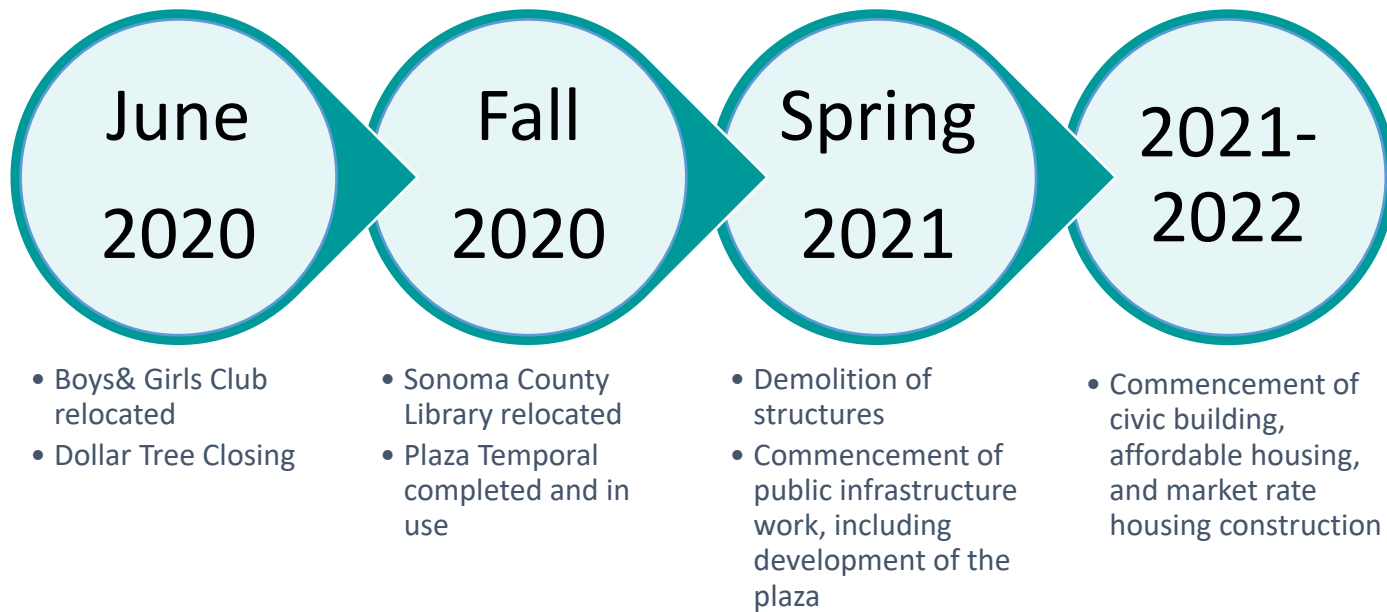 June
2020
• Boys& Girls Club
relocated
• Dollar Tree Closing
Fall
2020
• Sonoma County
Library relocated
• Plaza Temporal
completed and in
use
Spring
2021
• Demolition of
structures
• Commencement of
public infrastructure
work, including
development of the
plaza
2021-
2022
• Commencement of
civic building,
affordable housing,
and market rate
housing construction